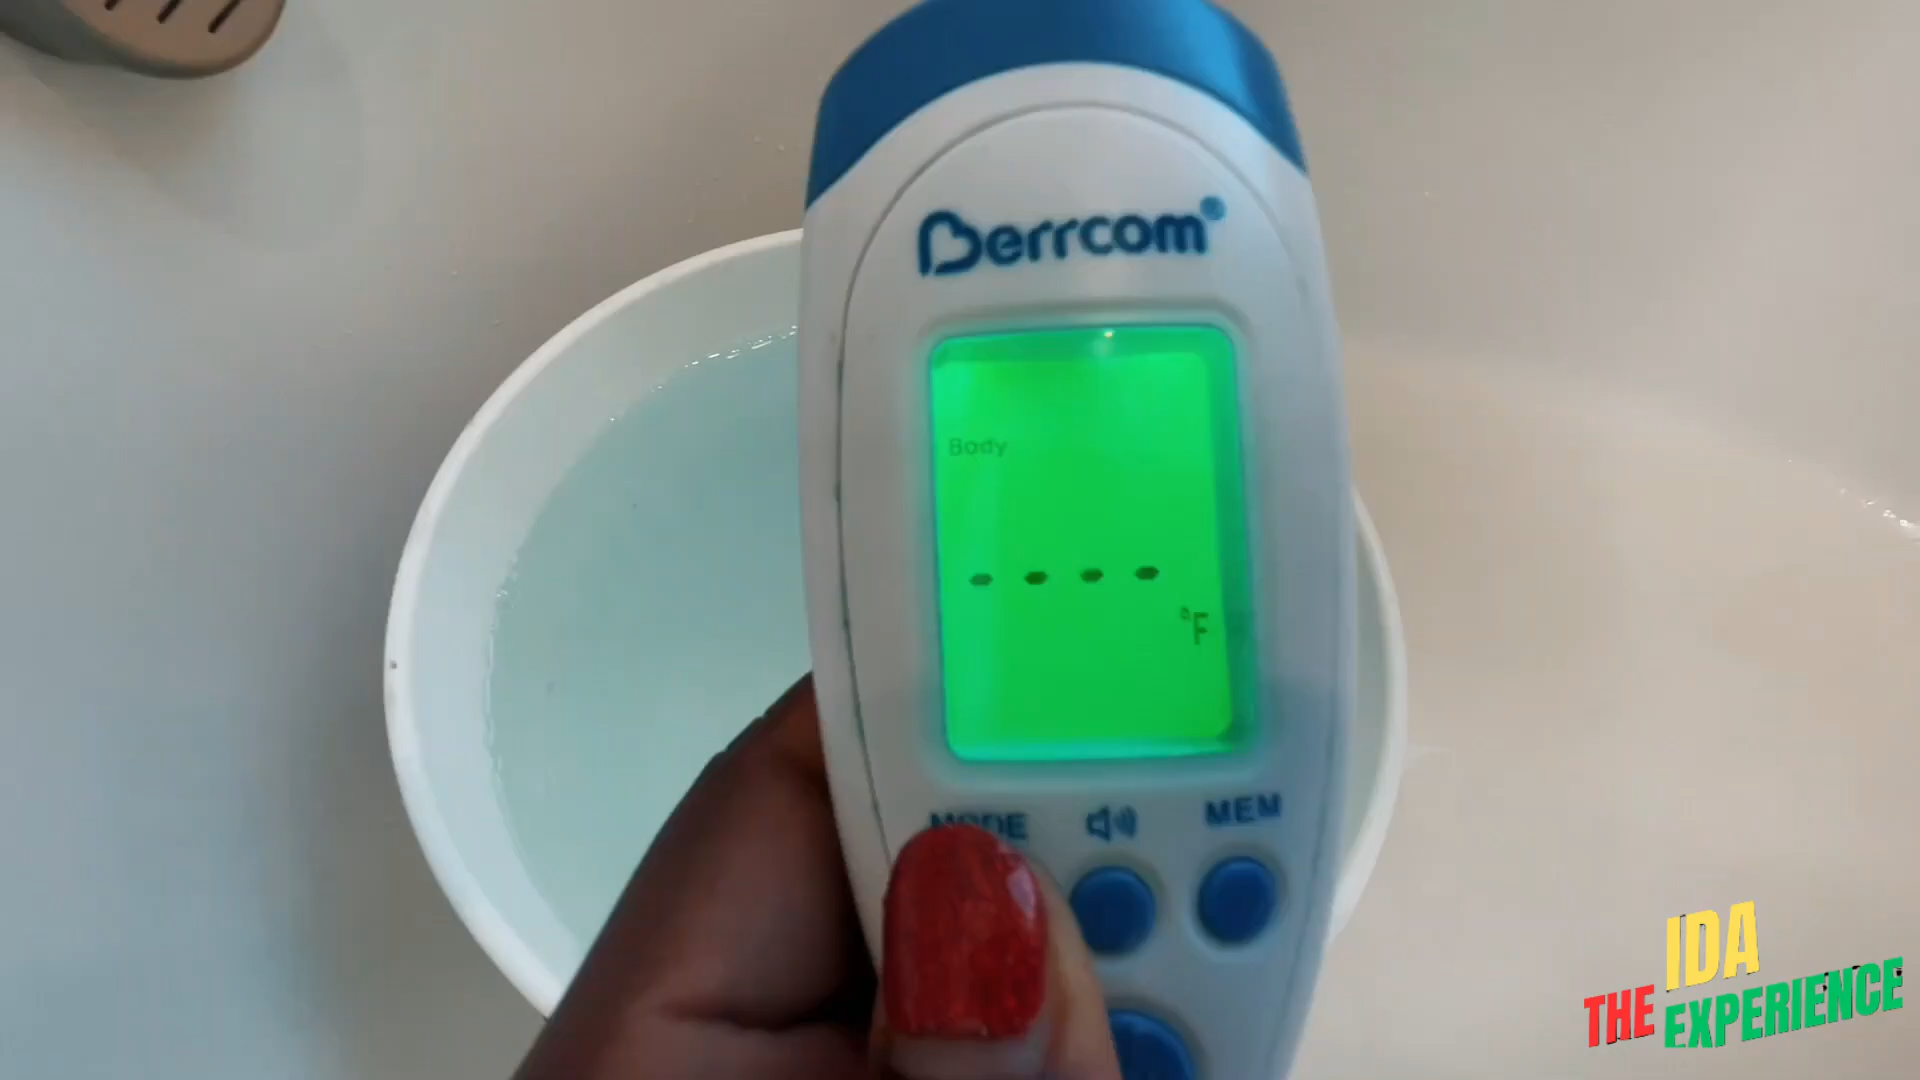 Berrcom
Body
- - - -
°F
MODE
MEM
IDA
THE EXPERIENCE